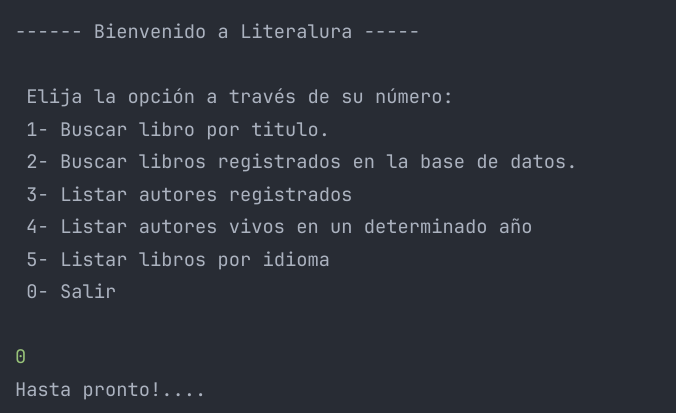 ------ Bienvenido a Literalura -----
Elija la opción a través de su número:
1- Buscar libro por titulo.
2- Buscar libros registrados en la base de datos.
3- Listar autores registrados
4- Listar autores vivos en un determinado año
5- Listar libros por idioma
0- Salir
0
Hasta pronto!....